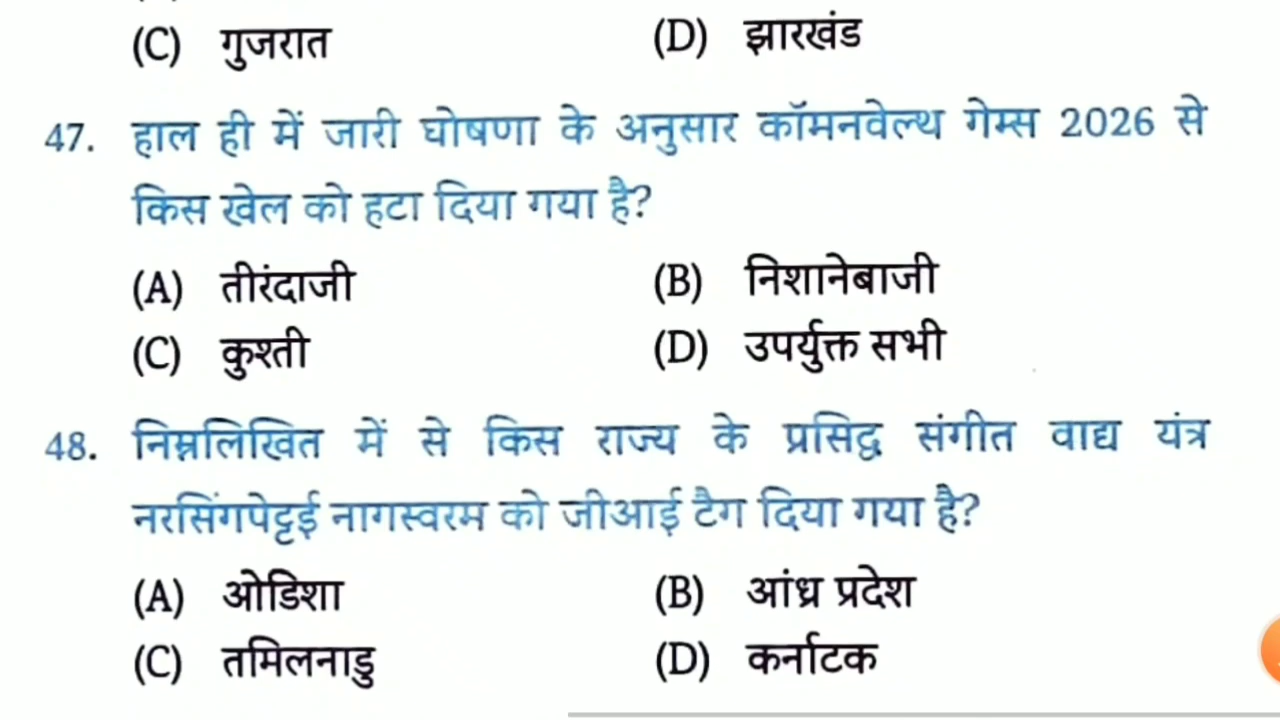 (C) गुजरात (D) झारखंड
47. हाल ही में जारी घोषणा के अनुसार कॉमनवेल्थ गेम्स 2026 से
किस खेल को हटा दिया गया है?
(A) तीरंदाजी (B) निशानेबाजी
(C) कुश्ती (D) उपर्युक्त सभी
48. निम्नलिखित में से किस राज्य के प्रसिद्ध संगीत वाद्य यंत्र
नरसिंगपेट्टई नागस्वरम को जीआई टैग दिया गया है?
(A) ओडिशा (B) आंध्र प्रदेश
(C) तमिलनाडु (D) कर्नाटक